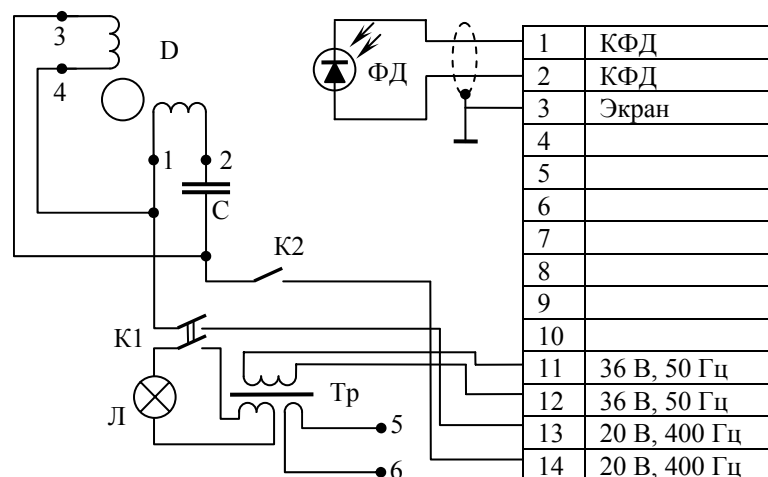 3
4
D
1
2
C
К2
К1
Л
Тр
5
6
ФД
1 КФД
2 КФД
3 Экран
4
5
6
7
8
9
10
11 36 В, 50 Гц
12 36 В, 50 Гц
13 20 В, 400 Гц
14 20 В, 400 Гц